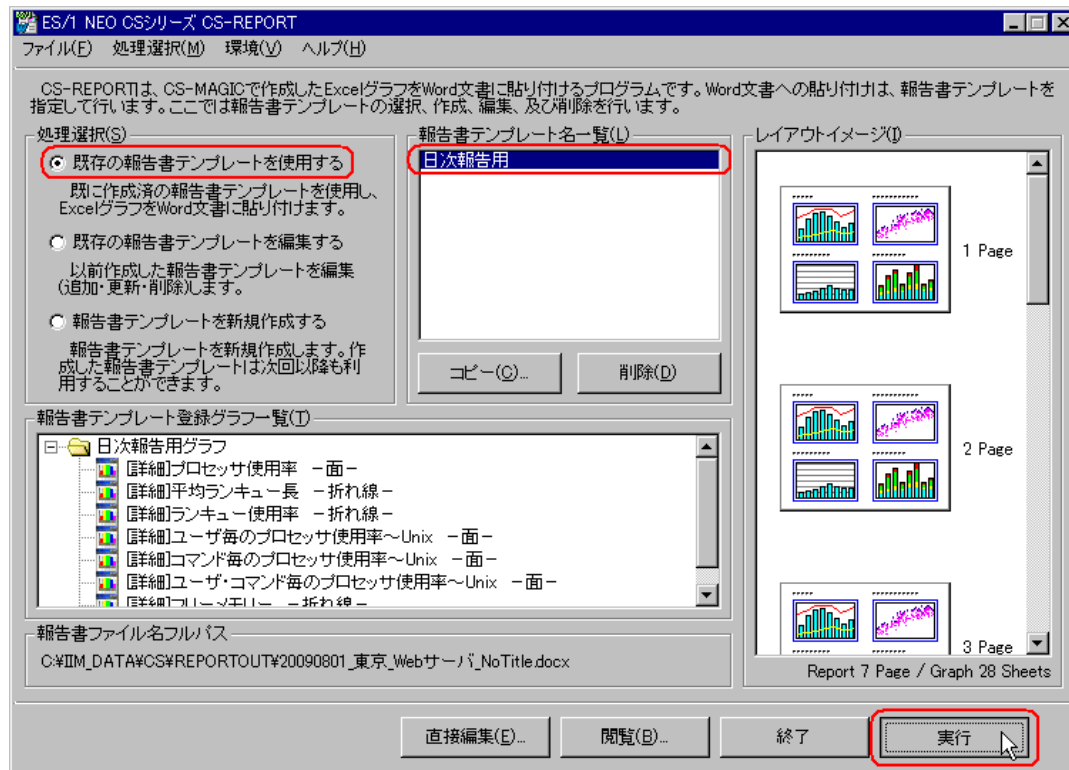 ES/1 NEO CSシリーズ CS-REPORT
ファイル(F) 処理選択(M) 環境(V) ヘルプ(H)
CS-REPORTは、CS-MAGICで作成したExcelグラフをWord文書に貼り付けるプログラムです。Word文書への貼り付けは、報告書テンプレートを
指定して行います。ここでは報告書テンプレートの選択、作成、編集、及び削除を行います。
処理選択(S)
既存の報告書テンプレートを使用する
既に作成済の報告書テンプレートを使用し、
ExcelグラフをWord文書に貼り付けます。
既存の報告書テンプレートを編集する
以前作成した報告書テンプレートを編集
(追加・更新・削除)します。
報告書テンプレートを新規作成する
報告書テンプレートを新規作成します。作
成した報告書テンプレートは次回以降も利
用することができます。
報告書テンプレート名一覧(L)
日次報告用
コピー(C)... 削除(D)
レイアウトイメージ(I)
1 Page
2 Page
3 Page
Report 7 Page / Graph 28 Sheets
報告書テンプレート登録グラフ一覧(T)
日次報告用グラフ
[詳細]プロセッサ使用率 －面－
[詳細]平均ランキュー長 －折れ線－
[詳細]ランキュー使用率 －折れ線－
[詳細]ユーザ毎のプロセッサ使用率～Unix －面－
[詳細]コマンド毎のプロセッサ使用率～Unix －面－
[詳細]ユーザ・コマンド毎のプロセッサ使用率～Unix －面－
[詳細]フリーメモリー －折れ線－
報告書ファイル名フルパス
C:¥IIM_DATA¥CS¥REPORTOUT¥20090801_東京_Webサーバ_NoTitle.docx
直接編集(E)... 閲覧(B)... 終了 実行